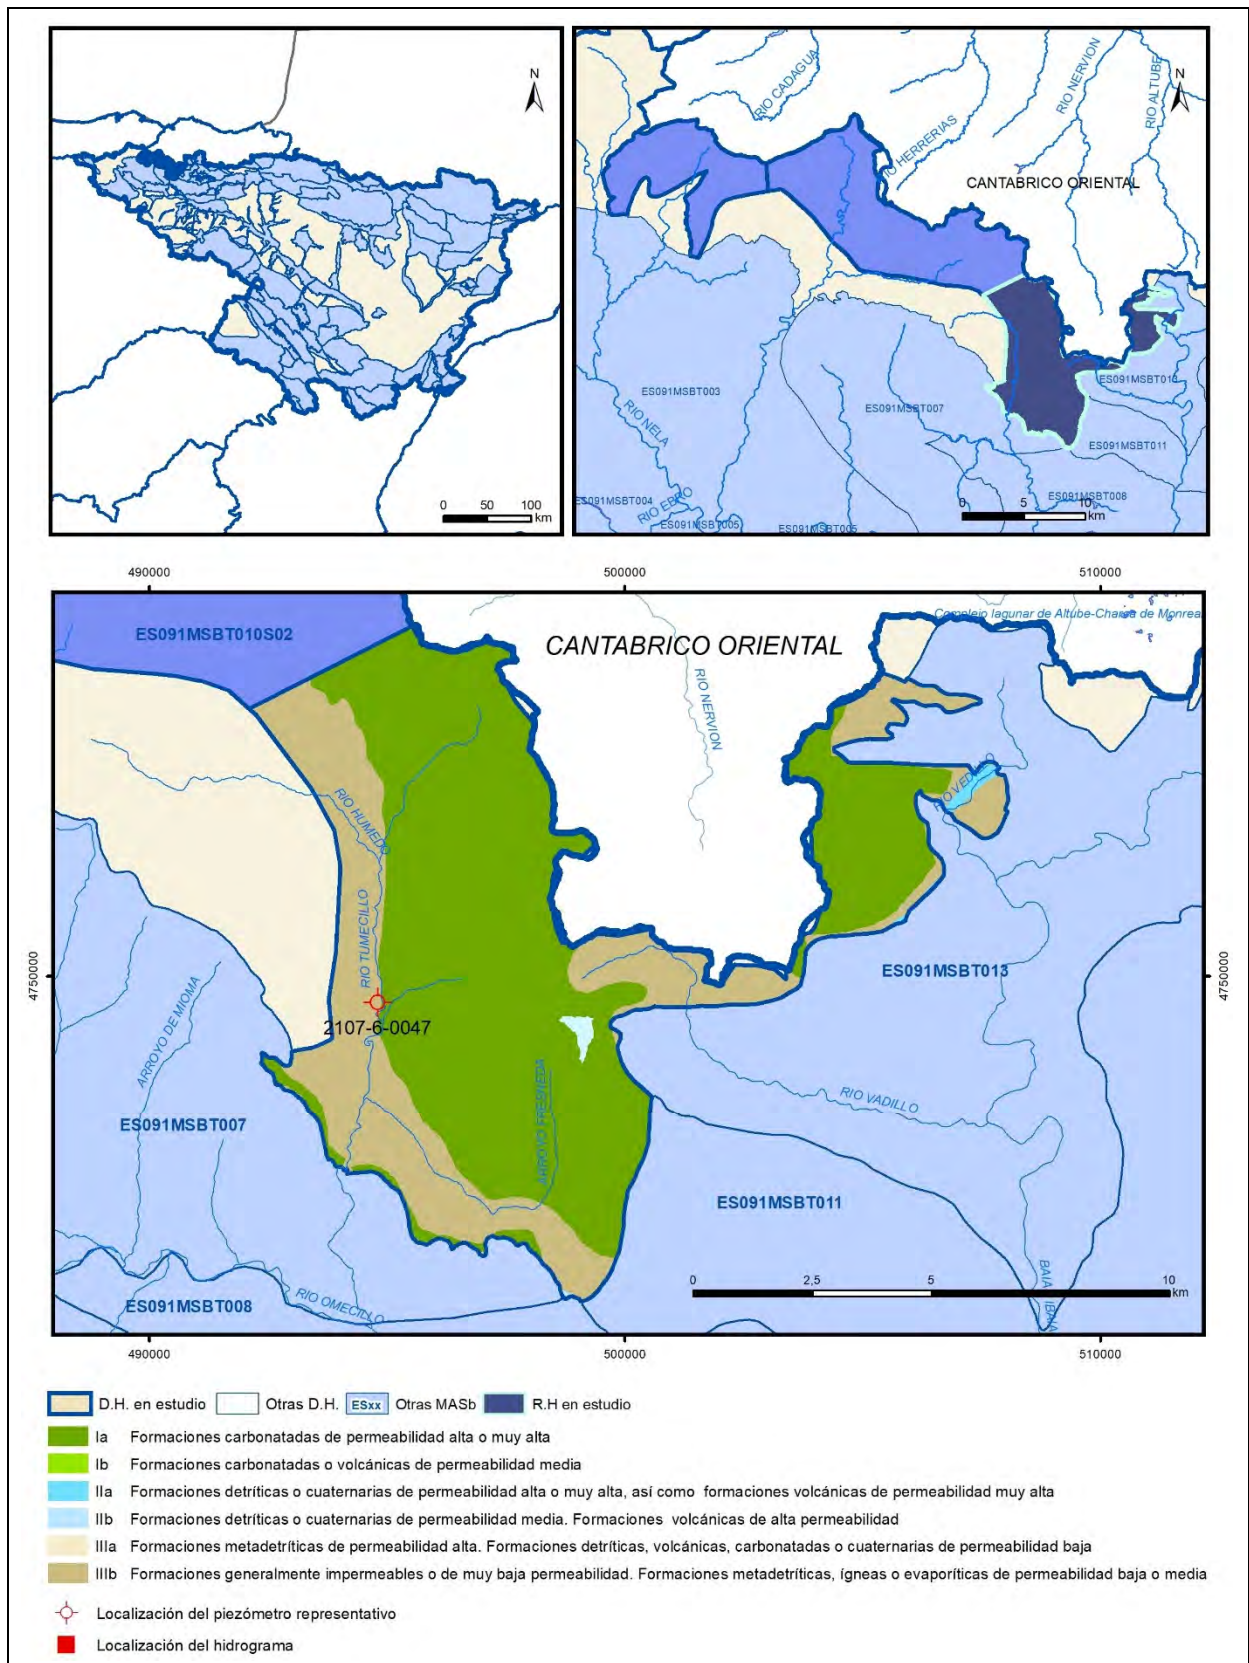 N
0 50 100
km
N
RIO CADAGUA
RIO NERVION
RIO ALTUBE
IO HERRERIAS
CANTABRICO ORIENTAL
ES091MSBT003
ES091MSBT007
ES091MSBT013
RIO NELA
ES091MSBT011
ES091MSBT004
ES091MSBT008
RIO EBRO
ES091MSBT005
ES091MSBT005
0 5 10
km
490000 500000 510000
Complejo lagunar de Altube-Charca de Monreal
ES091MSBT010S02
CANTABRICO ORIENTAL
RIO NERVION
RIO HUMEDO
RIO TUMECILLO
4750000
4750000
ES091MSBT013
2107-6-0047
ARROYO DE MIOMA
ARROYO FRESNEDA
RIO VADILLO
ES091MSBT007
ES091MSBT011
BAIA
IBAIA
0 2,5 5 10
km
RIO OMECILLO
ES091MSBT008
490000 500000 510000
D.H. en estudio Otras D.H. ESxx Otras MASb R.H en estudio
Ia Formaciones carbonatadas de permeabilidad alta o muy alta
Ib Formaciones carbonatadas o volcánicas de permeabilidad media
IIa Formaciones detríticas o cuaternarias de permeabilidad alta o muy alta, así como formaciones volcánicas de permeabilidad muy alta
IIb Formaciones detríticas o cuaternarias de permeabilidad media. Formaciones volcánicas de alta permeabilidad
IIIa Formaciones metadetríticas de permeabilidad alta. Formaciones detríticas, volcánicas, carbonatadas o cuaternarias de permeabilidad baja
IIIb Formaciones generalmente impermeables o de muy baja permeabilidad. Formaciones metadetríticas, ígneas o evaporíticas de permeabilidad baja o media
Localización del piezómetro representativo
Localización del hidrograma